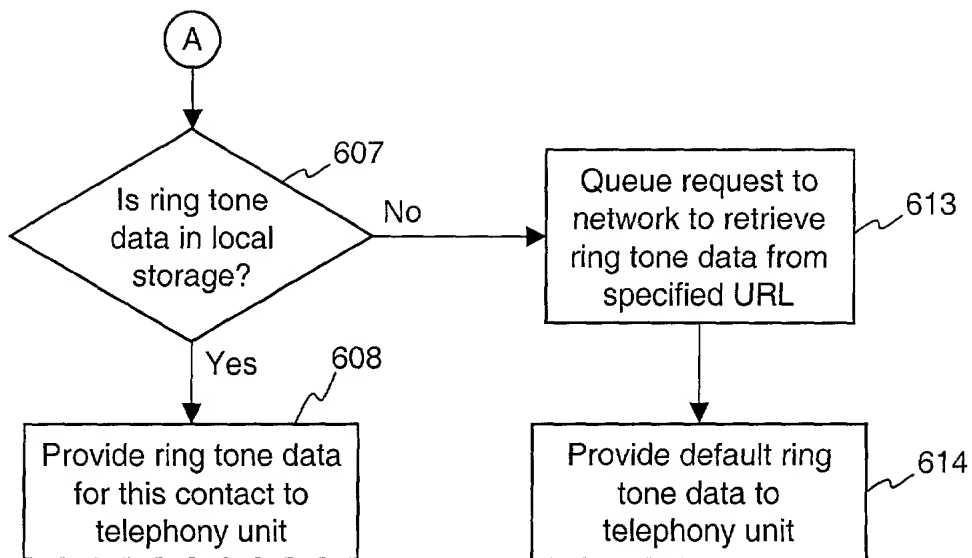 A
607
Is ring tone
data in local
storage?
No
Queue request to
network to retrieve
ring tone data from
specified URL
613
Yes
608
Provide ring tone data
for this contact to
telephony unit
Provide default ring
tone data to
telephony unit
614